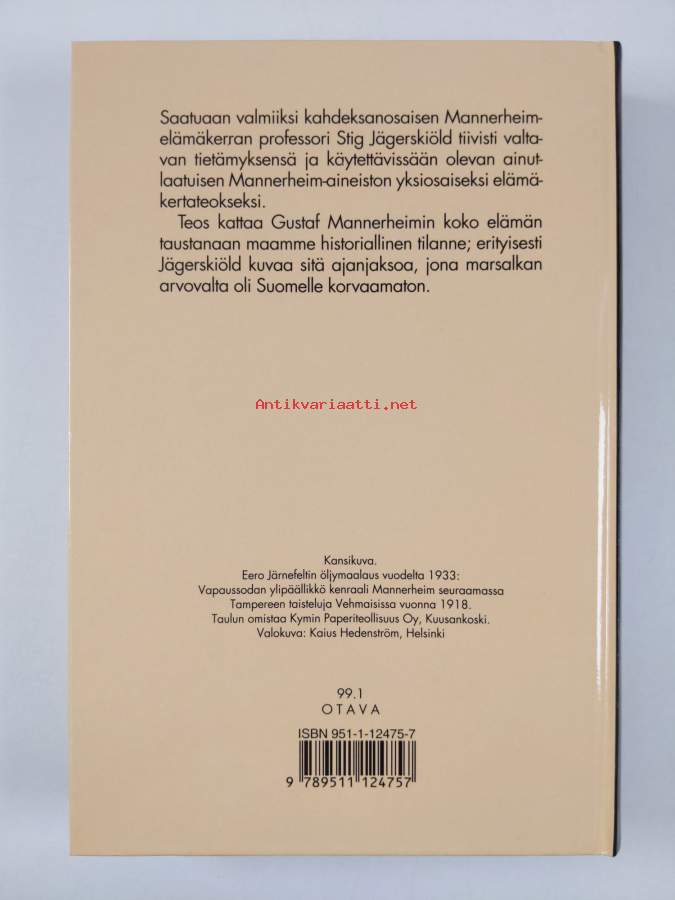 Saatuaan valmiiksi kahdeksanosaisen Mannerheim-
elämäkerran professori Stig Jägerskiöld tiivisti valta-
van tietämyksensä ja käytettävissään olevan ainut-
laatuisen Mannerheim-aineiston yksiosaiseksi elämä-
kertateokseksi.
Teos kattaa Gustaf Mannerheimin koko elämän
taustanaan maamme historiallinen tilanne; erityisesti
Jägerskiöld kuvaa sitä ajanjaksoa, jona marsalkan
arvovalta oli Suomelle korvaamaton.
Antikvariaatti.net
Kansikuva.
Eero Järnefeltin öljymaalaus vuodelta 1933:
Vapaussodan ylipäällikkö kenraali Mannerheim seuraamassa
Tampereen taisteluja Vehmaisissa vuonna 1918.
Taulun omistaa Kymin Paperiteollisuus Oy, Kuusankoski.
Valokuva: Kaius Hedenström, Helsinki
99.1
OTAVA
ISBN 951-1-12475-7
9 789511 124757